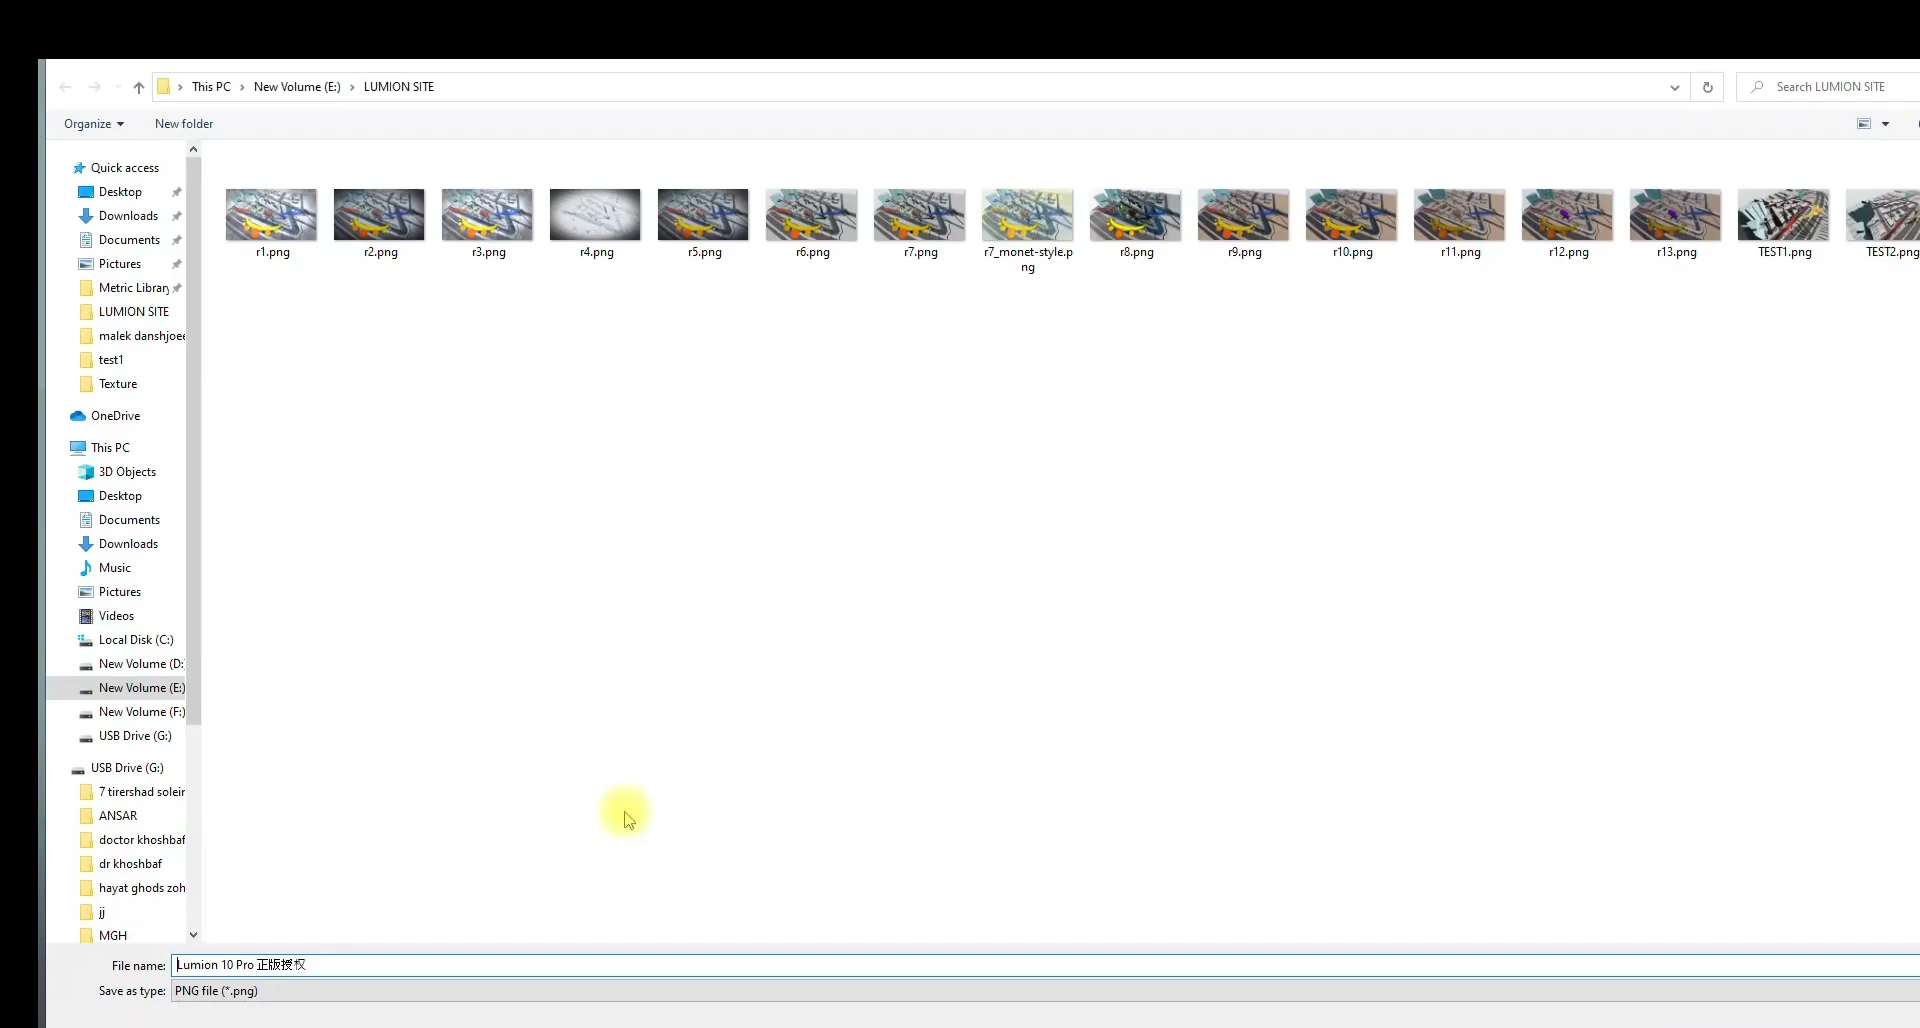 This PC > New Volume (E:) > LUMION SITE
Search LUMION SITE
Organize
New folder
Quick access
Desktop
Downloads
Documents
Pictures
Metric Library
LUMION SITE
malek danshjoee
test1
Texture
OneDrive
This PC
3D Objects
Desktop
Documents
Downloads
Music
Pictures
Videos
Local Disk (C:)
New Volume (D:)
New Volume (E:)
New Volume (F:)
USB Drive (G:)
USB Drive (G:)
7 tirershad soleir
ANSAR
doctor khoshbaf
dr khoshbaf
hayat ghods zoh
jj
MGH
r1.png
r2.png
r3.png
r4.png
r5.png
r6.png
r7.png
r7_monet-style.p
ng
r8.png
r9.png
r10.png
r11.png
r12.png
r13.png
TEST1.png
TEST2.png
File name: Lumion 10 Pro 正版授权
Save as type: PNG file (*.png)